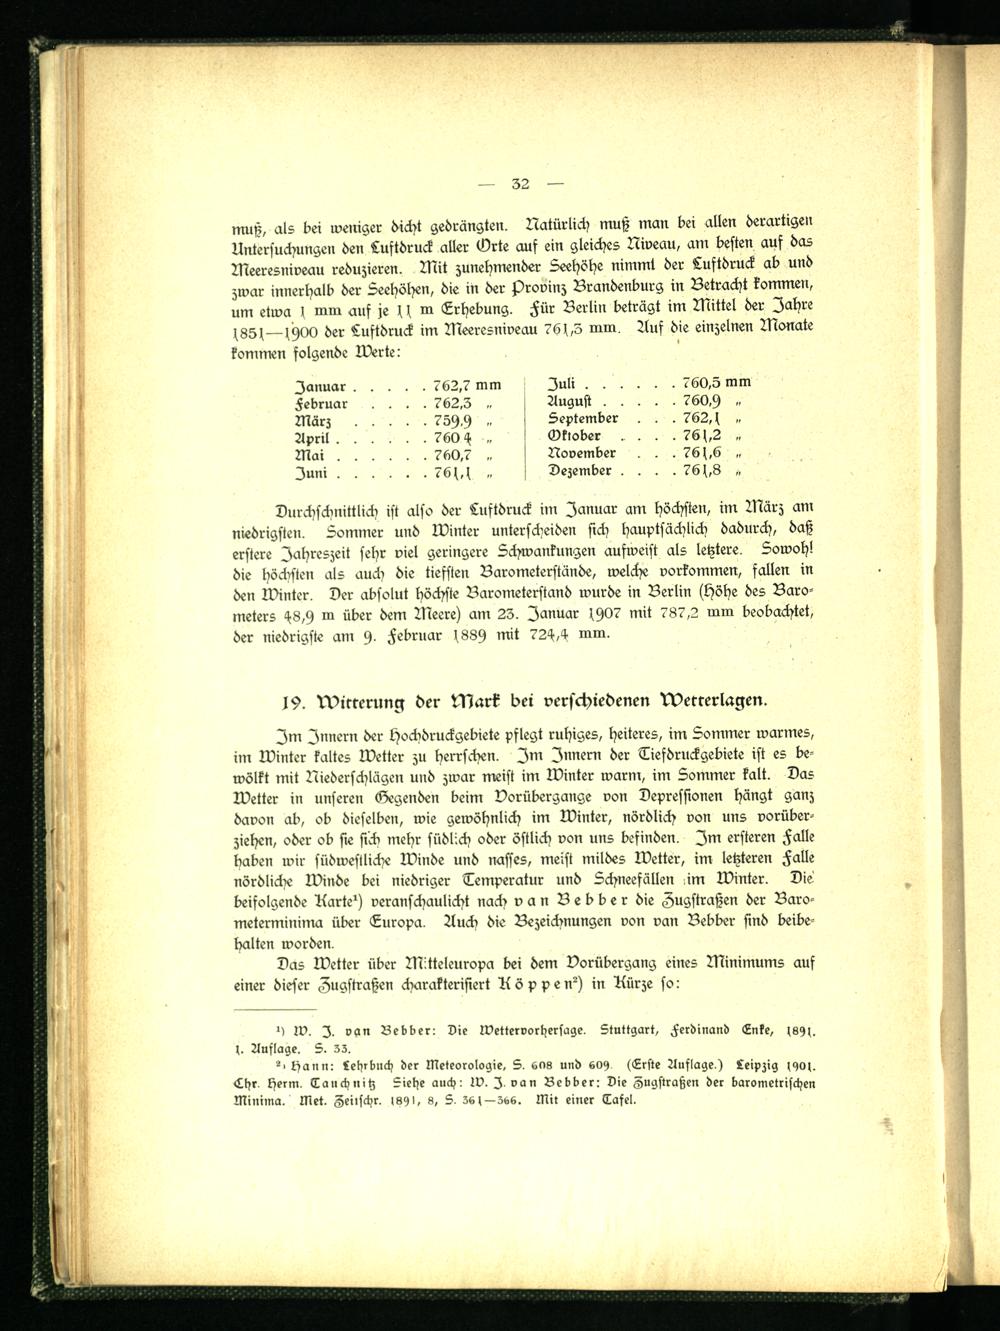 — 32 —
muß, als bei weniger dicht gedrängten. Natürlich muß man bei allen derartigen
Untersuchungen den Luftdruck aller Orte auf ein gleiches Niveau, am besten auf das
Meeresniveau reduzieren. Mit zunehmender Seehöhe nimmt der Luftdruck ab und
zwar innerhalb der Seehöhen, die in der Provinz Brandenburg in Betracht kommen,
um etwa 1 mm auf je 11 m Erhebung. Für Berlin beträgt im Mittel der Jahre
1851—1900 der Luftdruck im Meeresniveau 761,3 mm. Auf die einzelnen Monate
kommen folgende Werte:
Januar . . . . . 762,7 mm
Februar . . . . 762,3 „
März . . . . . 759,9 „
April . . . . . . 760 4 „
Mai . . . . . . 760,7 „
Juni . . . . . . 761,1 „
Juli . . . . . . 760,5 mm
August . . . . . 760,9 „
September . . . 762,1 „
Oktober . . . . 761,2 „
November . . . 761,6 „
Dezember . . . . 761,8 „
Durchschnittlich ist also der Luftdruck im Januar am höchsten, im März am
niedrigsten. Sommer und Winter unterscheiden sich hauptsächlich dadurch, daß
erstere Jahreszeit sehr viel geringere Schwankungen aufweist als letztere. Sowohl
die höchsten als auch die tiefsten Barometerstände, welche vorkommen, fallen in
den Winter. Der absolut höchste Barometerstand wurde in Berlin (Höhe des Baro-
meters 48,9 m über dem Meere) am 23. Januar 1907 mit 787,2 mm beobachtet,
der niedrigste am 9. Februar 1889 mit 724,4 mm.
19. Witterung der Mark bei verschiedenen Wetterlagen.
Im Innern der Hochdruckgebiete pflegt ruhiges, heiteres, im Sommer warmes,
im Winter kaltes Wetter zu herrschen. Im Innern der Tiefdruckgebiete ist es be-
wölkt mit Niederschlägen und zwar meist im Winter warm, im Sommer kalt. Das
Wetter in unseren Gegenden beim Vorübergange von Depressionen hängt ganz
davon ab, ob dieselben, wie gewöhnlich im Winter, nördlich von uns vorüber-
ziehen, oder ob sie sich mehr südlich oder östlich von uns befinden. Im ersteren Falle
haben wir südwestliche Winde und nasses, meist mildes Wetter, im letzteren Falle
nördliche Winde bei niedriger Temperatur und Schneefällen im Winter. Die
beifolgende Karte¹) veranschaulicht nach van Bebber die Zugstraßen der Baro-
meterminima über Europa. Auch die Bezeichnungen von van Bebber sind beibe-
halten worden.
Das Wetter über Mitteleuropa bei dem Vorübergang eines Minimums auf
einer dieser Zugstraßen charakterisiert Köppen²) in Kürze so:
¹) W. J. van Bebber: Die Wettervorhersage. Stuttgart, Ferdinand Enke, 1891.
1. Auflage. S. 33.
²) Hann: Lehrbuch der Meteorologie, S. 608 und 609. (Erste Auflage.) Leipzig 1901.
Chr. Herm. Tauchnitz Siehe auch: W. J. van Bebber: Die Zugstraßen der barometrischen
Minima. Met. Zeitschr. 1891, 8, S. 361—366. Mit einer Tafel.